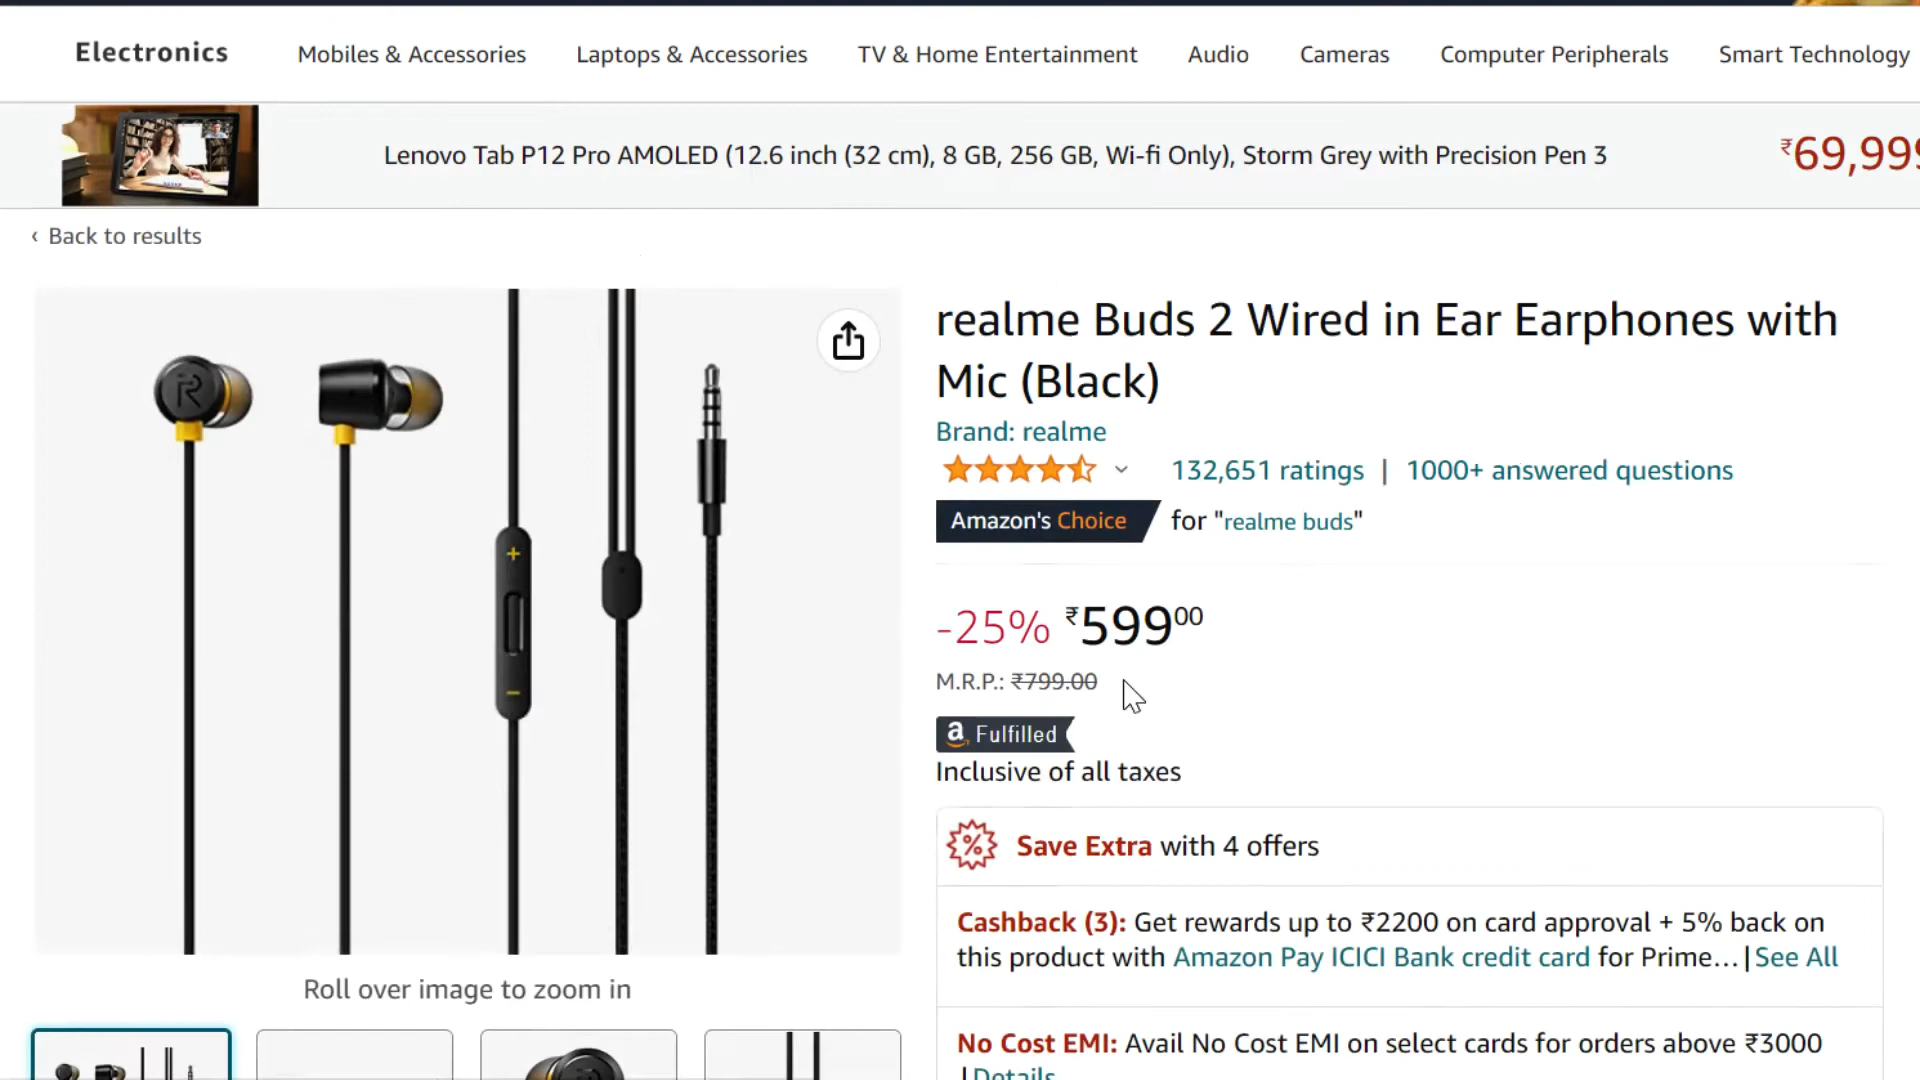 Electronics Mobiles & Accessories Laptops & Accessories TV & Home Entertainment Audio Cameras Computer Peripherals Smart Technology
Lenovo Tab P12 Pro AMOLED (12.6 inch (32 cm), 8 GB, 256 GB, Wi-fi Only), Storm Grey with Precision Pen 3 ₹69,999
‹ Back to results
realme Buds 2 Wired in Ear Earphones with
Mic (Black)
Brand: realme
132,651 ratings | 1000+ answered questions
Amazon's Choice for "realme buds"
-25% ₹599 00
M.R.P.: ₹799.00
a Fulfilled
Inclusive of all taxes
Save Extra with 4 offers
Cashback (3): Get rewards up to ₹2200 on card approval + 5% back on
this product with Amazon Pay ICICI Bank credit card for Prime… | See All
No Cost EMI: Avail No Cost EMI on select cards for orders above ₹3000
| Details
Roll over image to zoom in